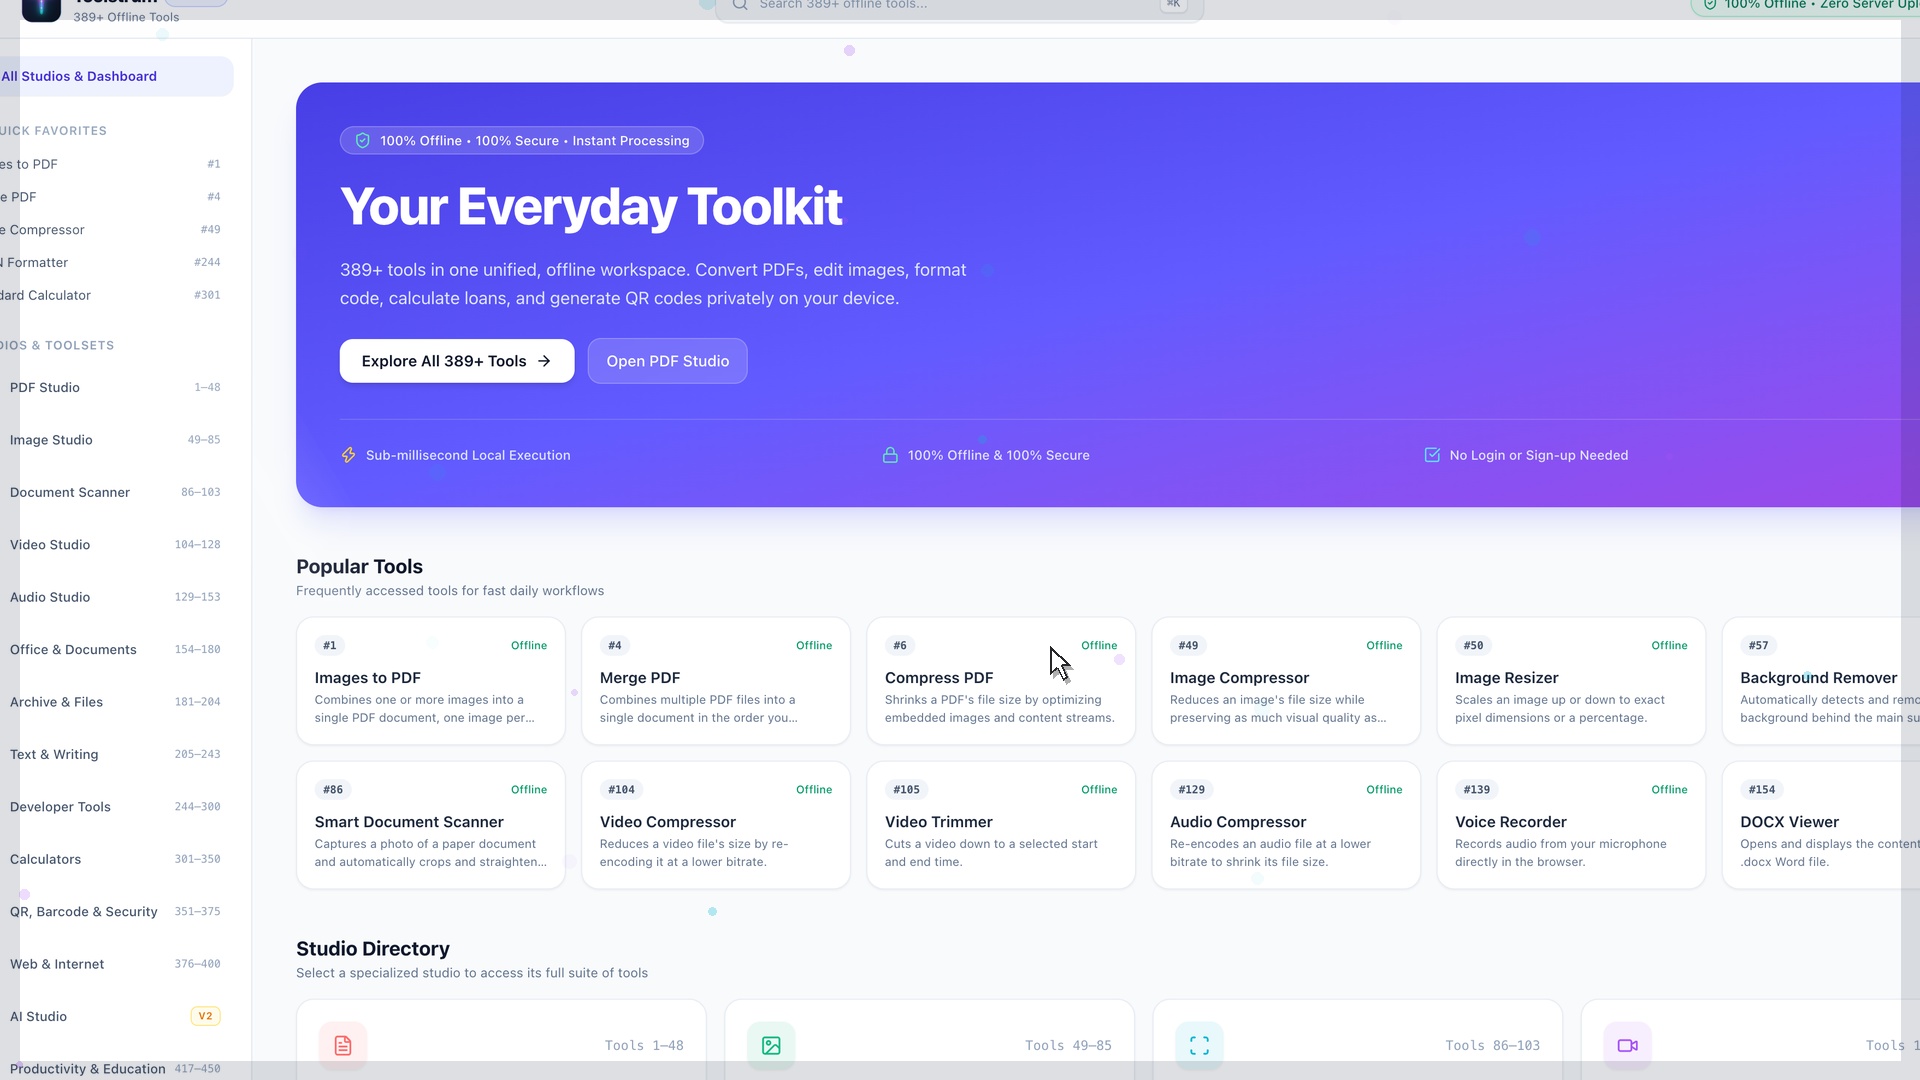 389+ Offline Tools
Search 389+ offline tools...
⌘K
100% Offline • Zero Server
All Studios & Dashboard
FAVORITES
to PDF #1
PDF #4
Compressor #49
Formatter #244
Calculator #301
& TOOLSETS
PDF Studio 1–48
Image Studio 49–85
Document Scanner 86–103
Video Studio 104–128
Audio Studio 129–153
Office & Documents 154–180
Archive & Files 181–204
Text & Writing 205–243
Developer Tools 244–300
Calculators 301–350
QR, Barcode & Security 351–375
Web & Internet 376–400
AI Studio V2
Productivity & Education 417–450
100% Offline • 100% Secure • Instant Processing
Your Everyday Toolkit
389+ tools in one unified, offline workspace. Convert PDFs, edit images, format
code, calculate loans, and generate QR codes privately on your device.
Explore All 389+ Tools →
Open PDF Studio
Sub-millisecond Local Execution
100% Offline & 100% Secure
No Login or Sign-up Needed
Popular Tools
Frequently accessed tools for fast daily workflows
#1 Offline
Images to PDF
Combines one or more images into a
single PDF document, one image per...
#4 Offline
Merge PDF
Combines multiple PDF files into a
single document in the order you...
#6 Offline
Compress PDF
Shrinks a PDF's file size by optimizing
embedded images and content streams.
#49 Offline
Image Compressor
Reduces an image's file size while
preserving as much visual quality as...
#50 Offline
Image Resizer
Scales an image up or down to exact
pixel dimensions or a percentage.
#57
Background Remover
Automatically detects and
background behind the main
#86 Offline
Smart Document Scanner
Captures a photo of a paper document
and automatically crops and straighten...
#104 Offline
Video Compressor
Reduces a video file's size by re-
encoding it at a lower bitrate.
#105 Offline
Video Trimmer
Cuts a video down to a selected start
and end time.
#129 Offline
Audio Compressor
Re-encodes an audio file at a lower
bitrate to shrink its file size.
#139 Offline
Voice Recorder
Records audio from your microphone
directly in the browser.
#154
DOCX Viewer
Opens and displays the
.docx Word file.
Studio Directory
Select a specialized studio to access its full suite of tools
Tools 1–48
Tools 49–85
Tools 86–103
Tools